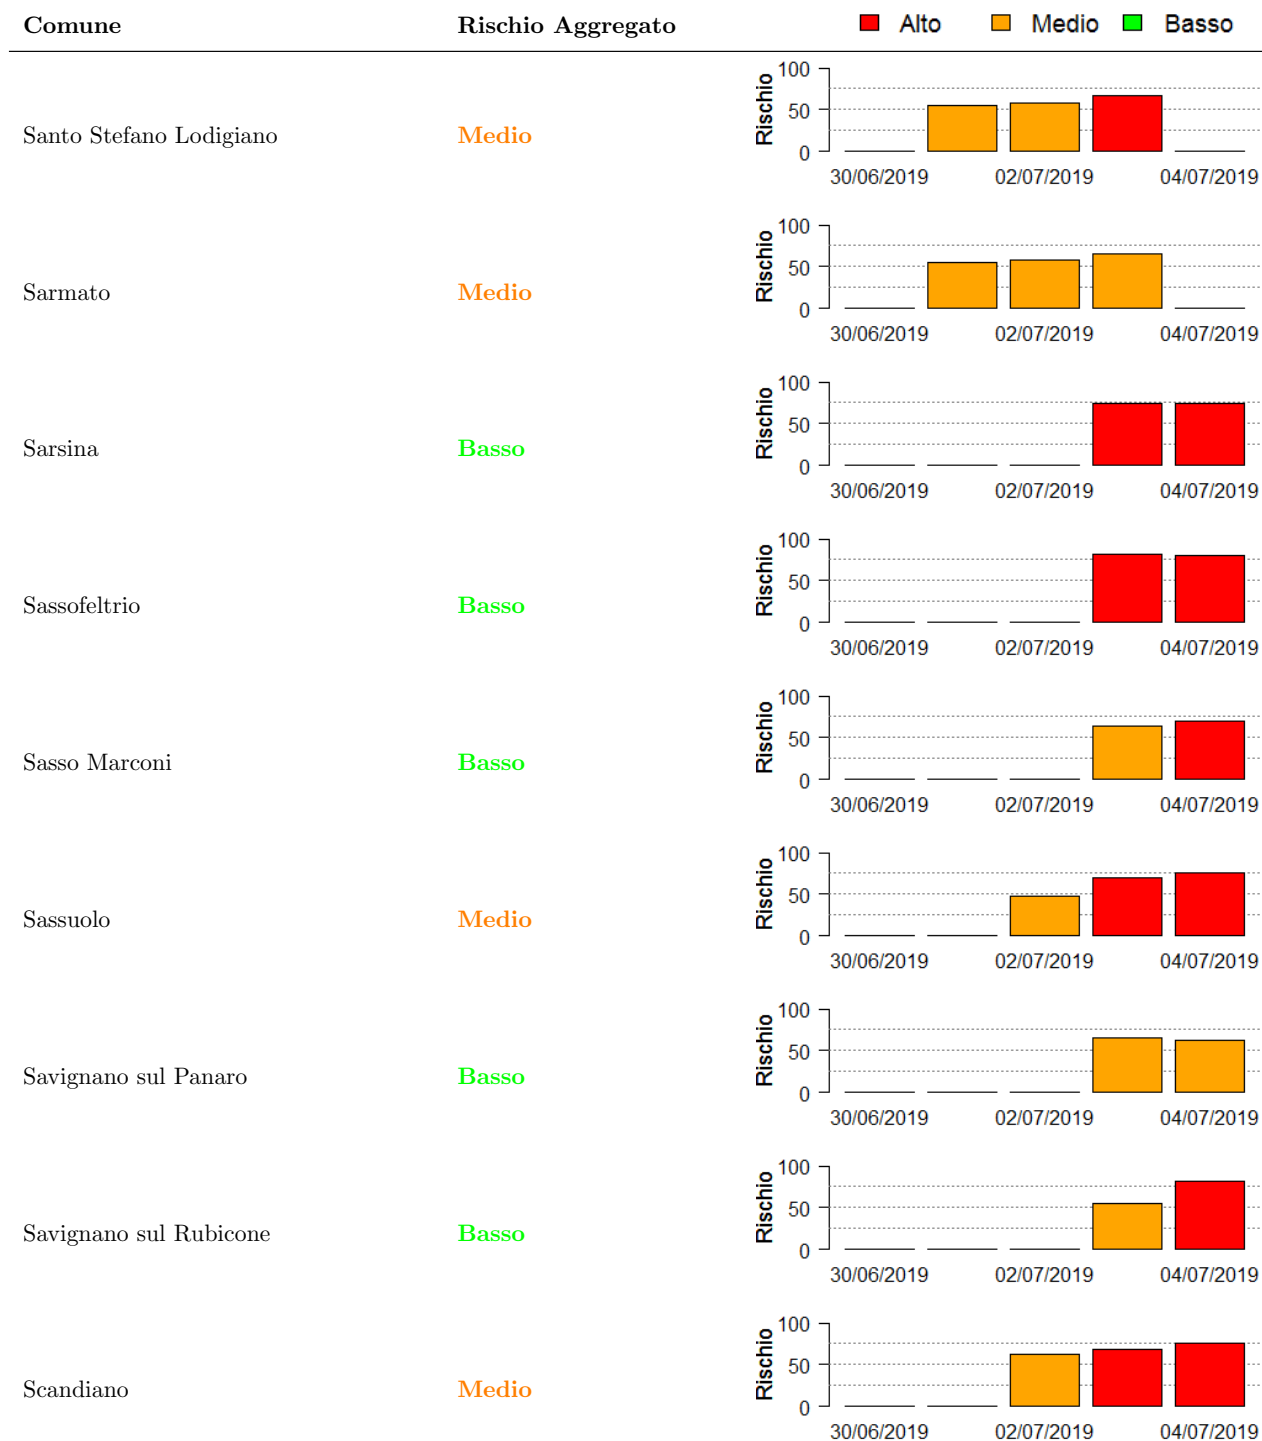 Comune Rischio Aggregato Alto Medio Basso
Santo Stefano Lodigiano Medio Rischio 100 50 0
30/06/2019 02/07/2019 04/07/2019
Sarmato Medio Rischio 100 50 0
30/06/2019 02/07/2019 04/07/2019
Sarsina Basso Rischio 100 50 0
30/06/2019 02/07/2019 04/07/2019
Sassofeltrio Basso Rischio 100 50 0
30/06/2019 02/07/2019 04/07/2019
Sasso Marconi Basso Rischio 100 50 0
30/06/2019 02/07/2019 04/07/2019
Sassuolo Medio Rischio 100 50 0
30/06/2019 02/07/2019 04/07/2019
Savignano sul Panaro Basso Rischio 100 50 0
30/06/2019 02/07/2019 04/07/2019
Savignano sul Rubicone Basso Rischio 100 50 0
30/06/2019 02/07/2019 04/07/2019
Scandiano Medio Rischio 100 50 0
30/06/2019 02/07/2019 04/07/2019